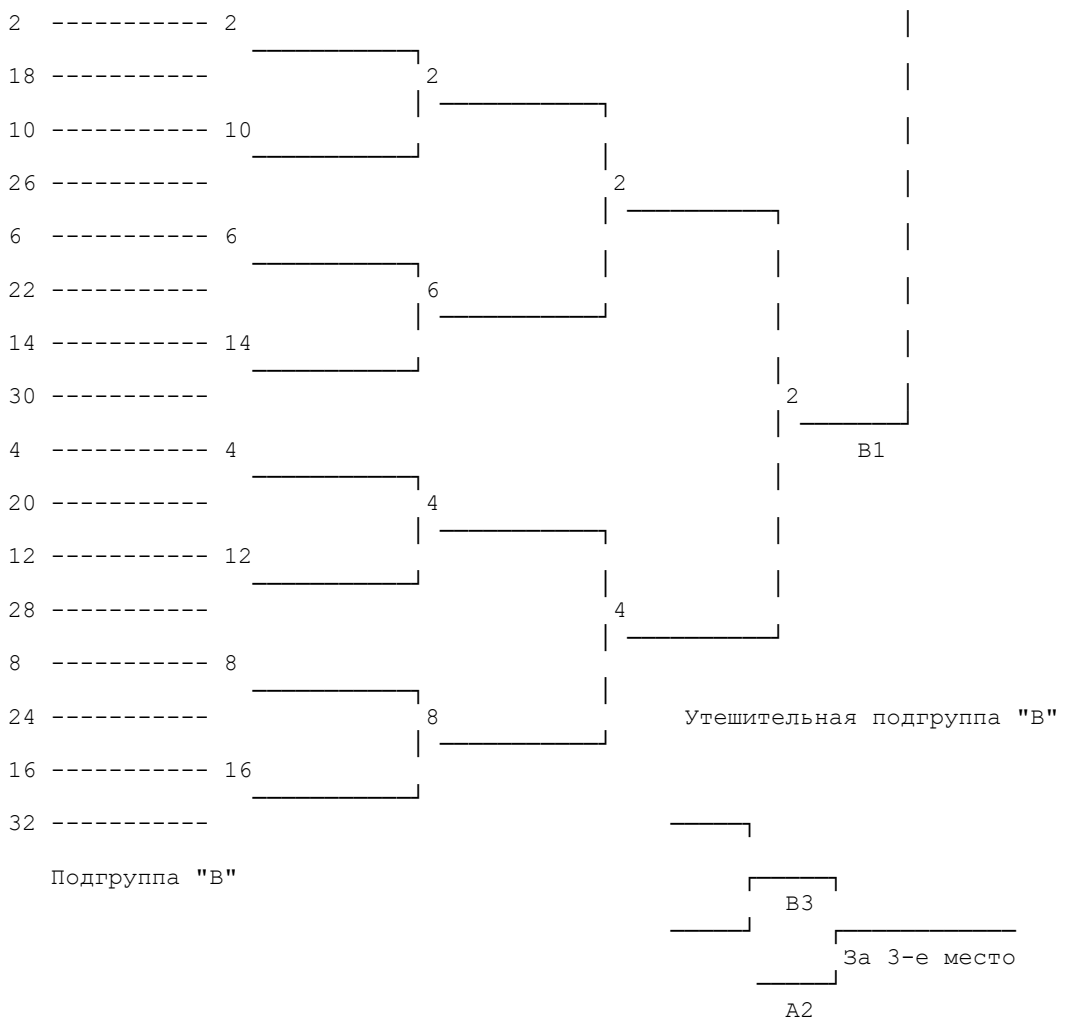 2 ----------- 2
18 ----------- 2
10 ----------- 10
26 ----------- 2
6 ----------- 6
22 ----------- 6
14 ----------- 14
30 ----------- 2
4 ----------- 4 B1
20 ----------- 4
12 ----------- 12
28 ----------- 4
8 ----------- 8
24 ----------- 8 Утешительная подгруппа "В"
16 ----------- 16
32 -----------
Подгруппа "В"
В3
За 3-е место
А2